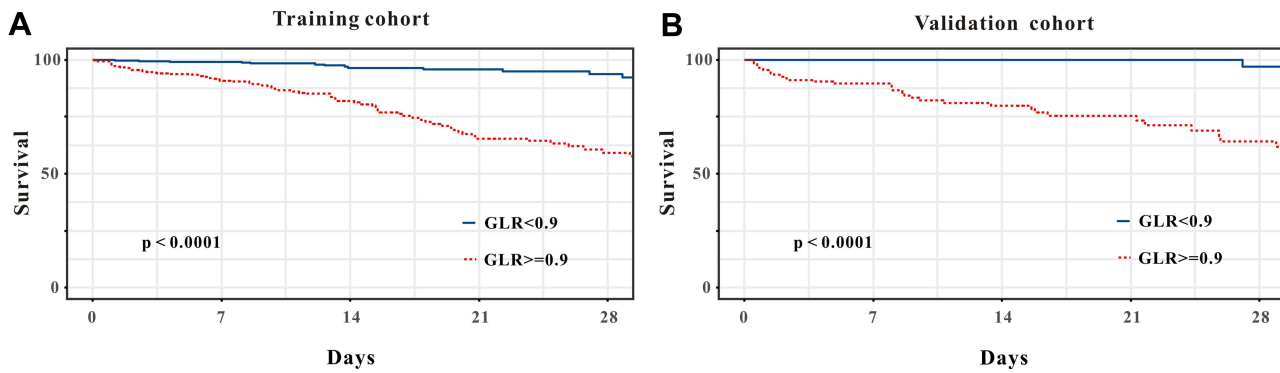 A
Training cohort
Survival
100
50
0
p < 0.0001
GLR<0.9
GLR>=0.9
0 7 14 21 28
Days
B
Validation cohort
Survival
100
50
0
p < 0.0001
GLR<0.9
GLR>=0.9
0 7 14 21 28
Days